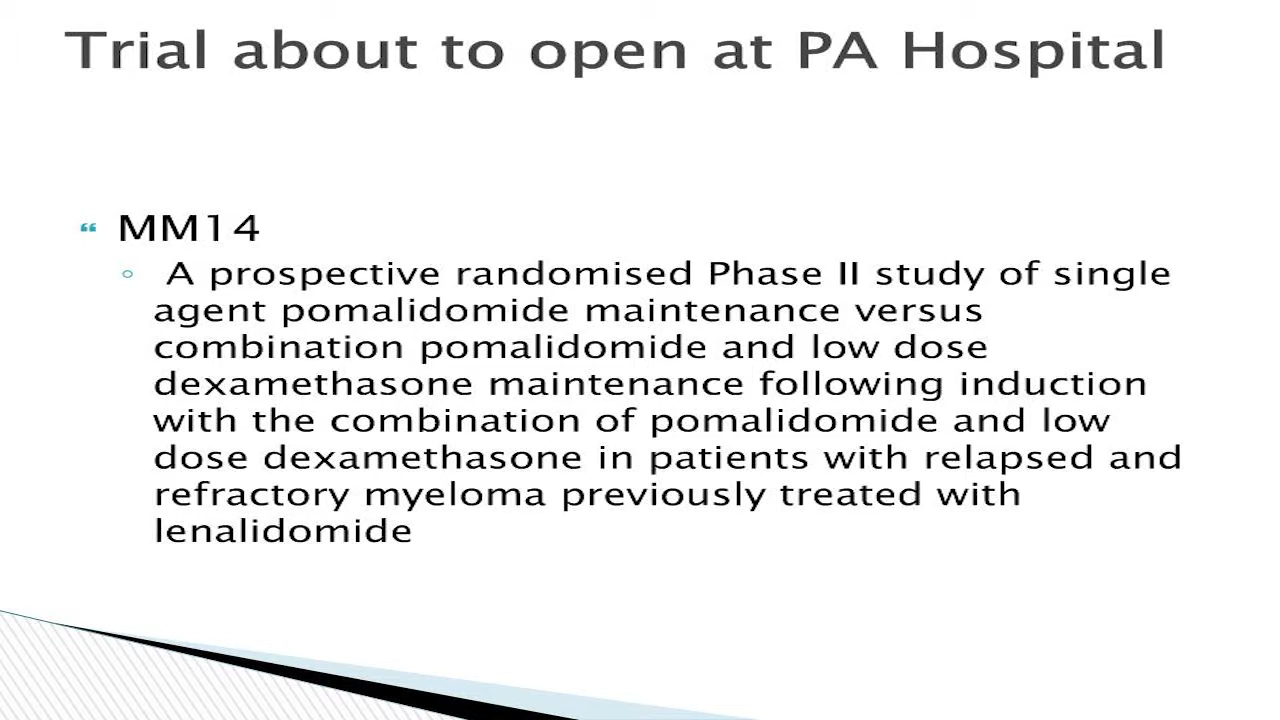 Trial about to open at PA Hospital
MM14
A prospective randomised Phase II study of single
agent pomalidomide maintenance versus
combination pomalidomide and low dose
dexamethasone maintenance following induction
with the combination of pomalidomide and low
dose dexamethasone in patients with relapsed and
refractory myeloma previously treated with
lenalidomide